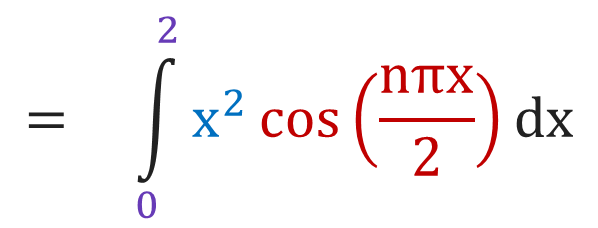 = ∫₀² x² cos (nπx/2) dx